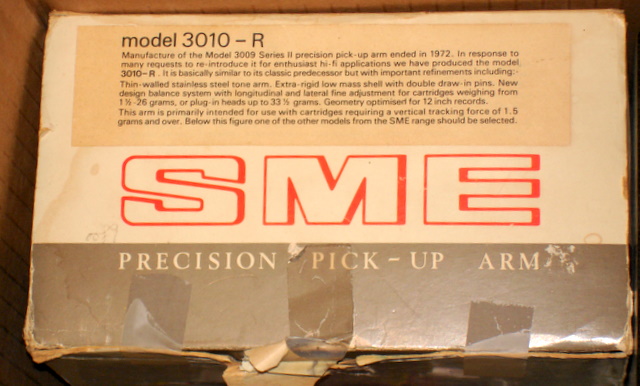 model 3010 - R
Manufacture of the Model 3009 Series II precision pick-up arm ended in 1972. In response to
many requests to re-introduce it for enthusiast hi-fi applications we have produced the model
3010-R. It is basically similar to its classic predecessor but with important refinements including:-
Thin-walled stainless steel tone arm. Extra-rigid low mass shell with double draw-in pins. New
design balance system with longitudinal and lateral fine adjustment for cartridges weighing from
1½-26 grams, or plug-in heads up to 33½ grams. Geometry optimised for 12 inch records.
This arm is primarily intended for use with cartridges requiring a vertical tracking force of 1.5
grams and over. Below this figure one of the other models from the SME range should be selected.
SME
PRECISION PICK-UP ARM